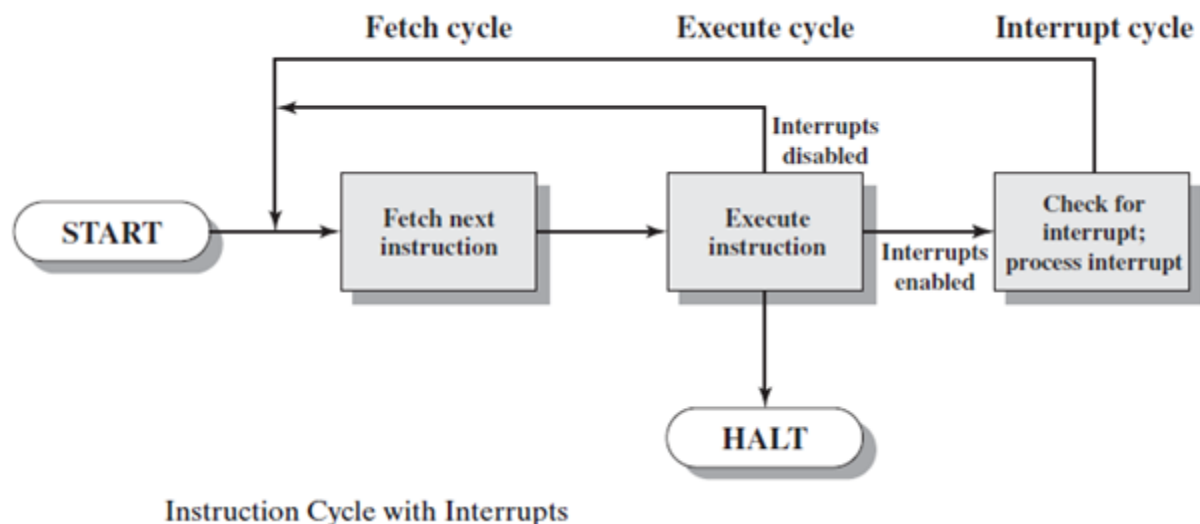 Fetch cycle
Execute cycle
Interrupt cycle
Interrupts
disabled
START
Fetch next
instruction
Execute
instruction
Interrupts
enabled
Check for
interrupt;
process interrupt
HALT
Instruction Cycle with Interrupts